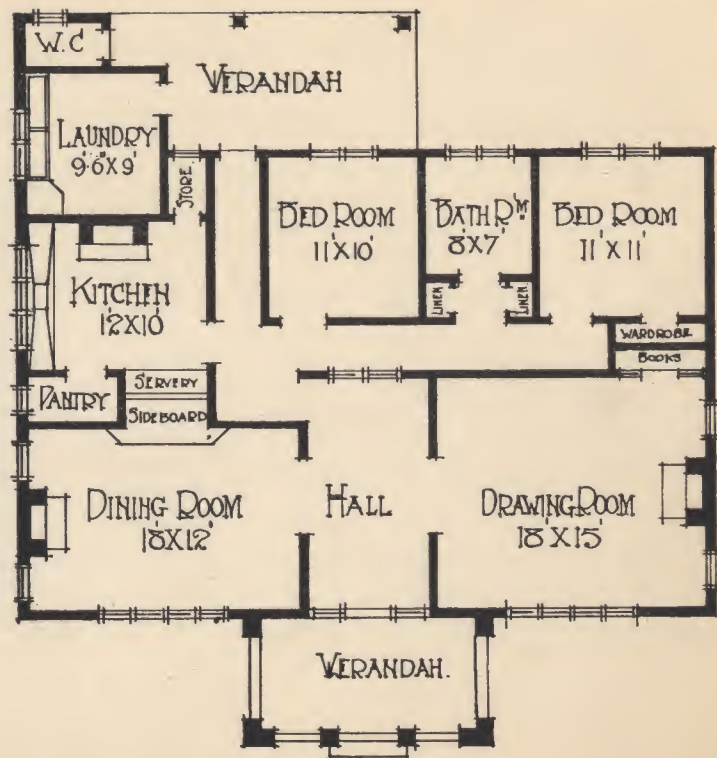 W.C
VERANDAH
LAUNDRY
9'·6"X9'
STORE.
BED ROOM
11'X10'
BATH RM.
8'X7'
BED ROOM
11'X11'
LINEN
LINEN
KITCHEN
12'X10'
WARDROBE.
BOOKS
PANTRY
SERVERY
SIDEBOARD
DINING ROOM
18'X12'
HALL
DRAWING ROOM
18'X15'
VERANDAH.